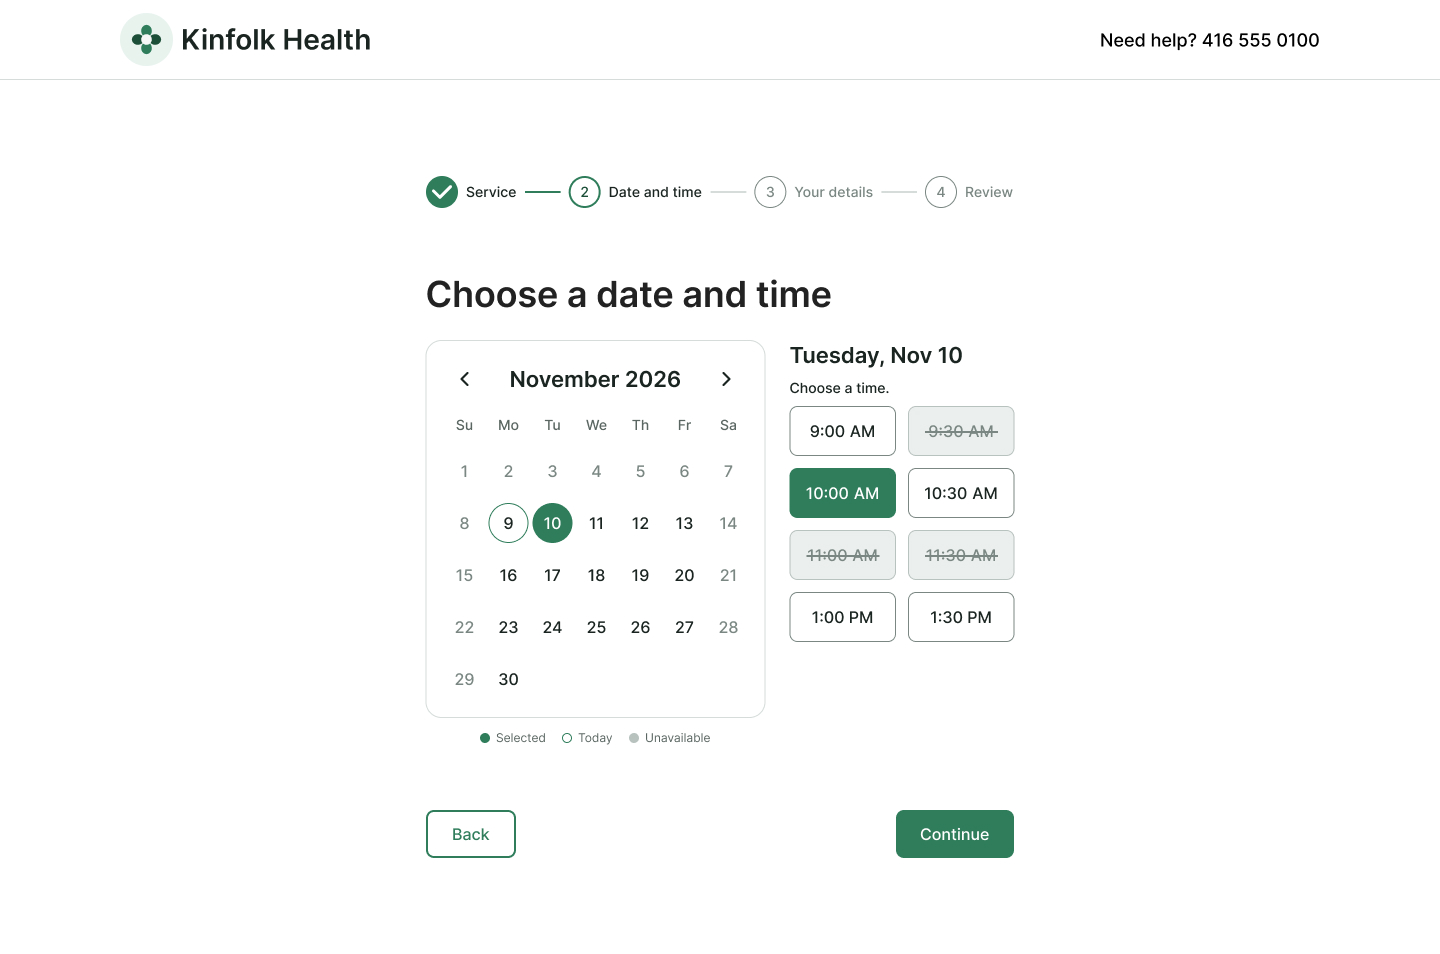 Kinfolk Health
Need help? 416 555 0100
Service 2 Date and time 3 Your details 4 Review
Choose a date and time
November 2026
Su Mo Tu We Th Fr Sa
1 2 3 4 5 6 7
8 9 10 11 12 13 14
15 16 17 18 19 20 21
22 23 24 25 26 27 28
29 30
Selected Today Unavailable
Tuesday, Nov 10
Choose a time.
9:00 AM 9:30 AM
10:00 AM 10:30 AM
11:00 AM 11:30 AM
1:00 PM 1:30 PM
Back Continue